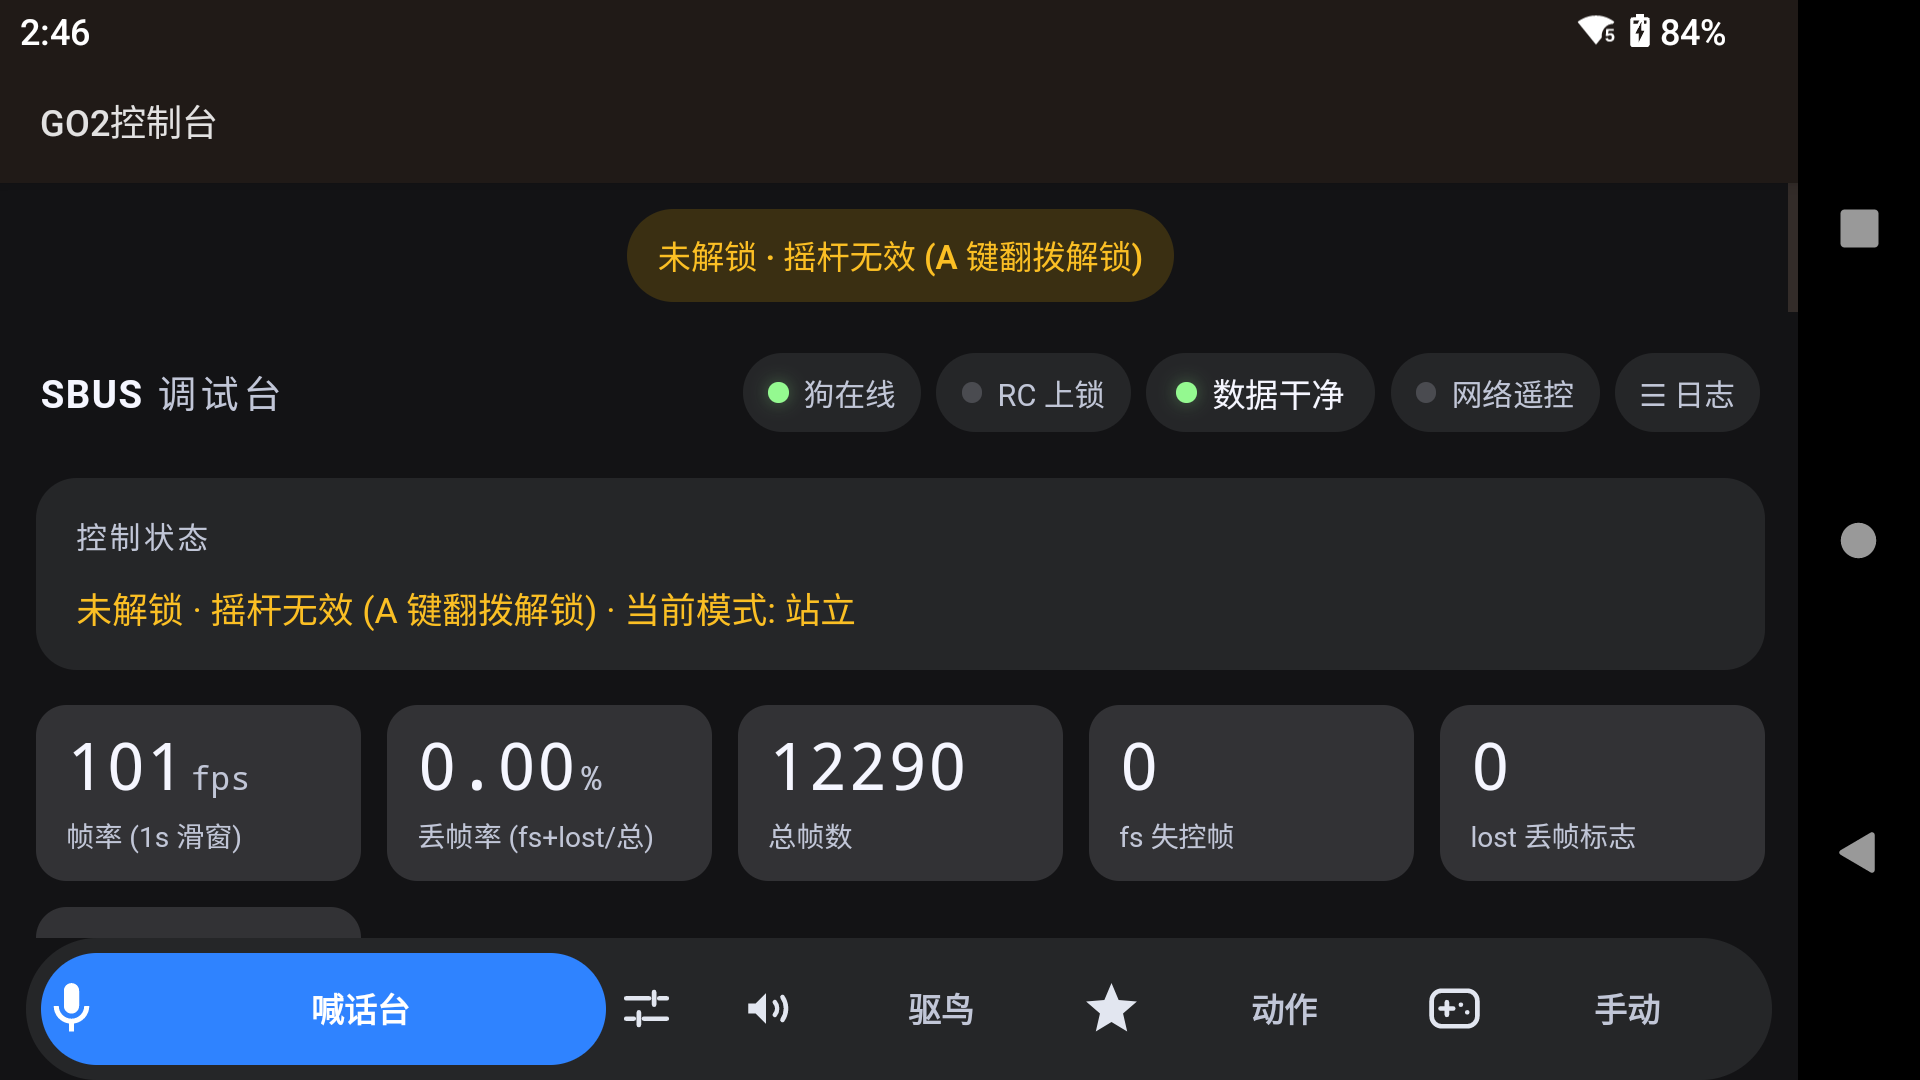 2:46
5 84%
GO2控制台
未解锁 · 摇杆无效 (A 键翻拨解锁)
SBUS 调试台
狗在线
RC 上锁
数据干净
网络遥控
☰ 日志
控制状态
未解锁 · 摇杆无效 (A 键翻拨解锁) · 当前模式: 站立
101 fps
帧率 (1s 滑窗)
0.00%
丢帧率 (fs+lost/总)
12290
总帧数
0
fs 失控帧
0
lost 丢帧标志
喊话台
驱鸟
动作
手动